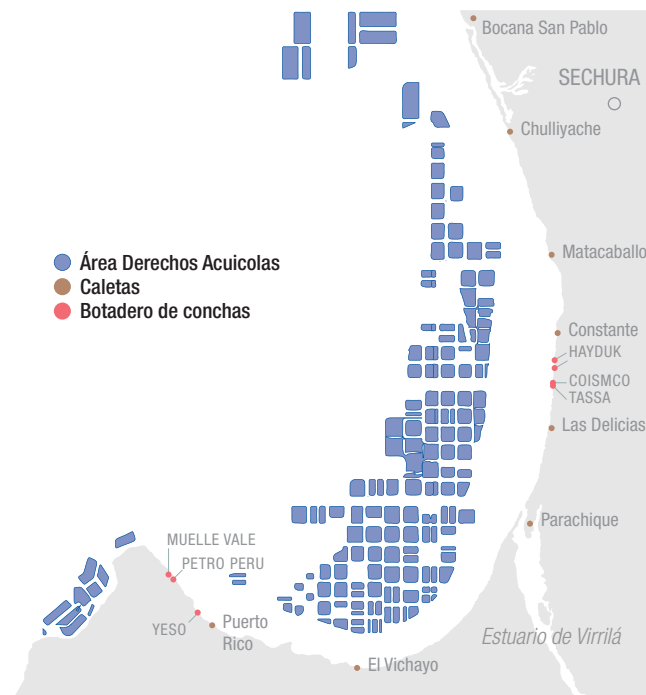 Bocana San Pablo
SECHURA
Chulliyache
Matacaballo
Área Derechos Acuicolas
Caletas
Botadero de conchas
Constante
HAYDUK
COISMCO
TASSA
Las Delicias
Parachique
MUELLE VALE
PETRO PERU
YESO
Puerto
Rico
Estuario de Virrilá
El Vichayo